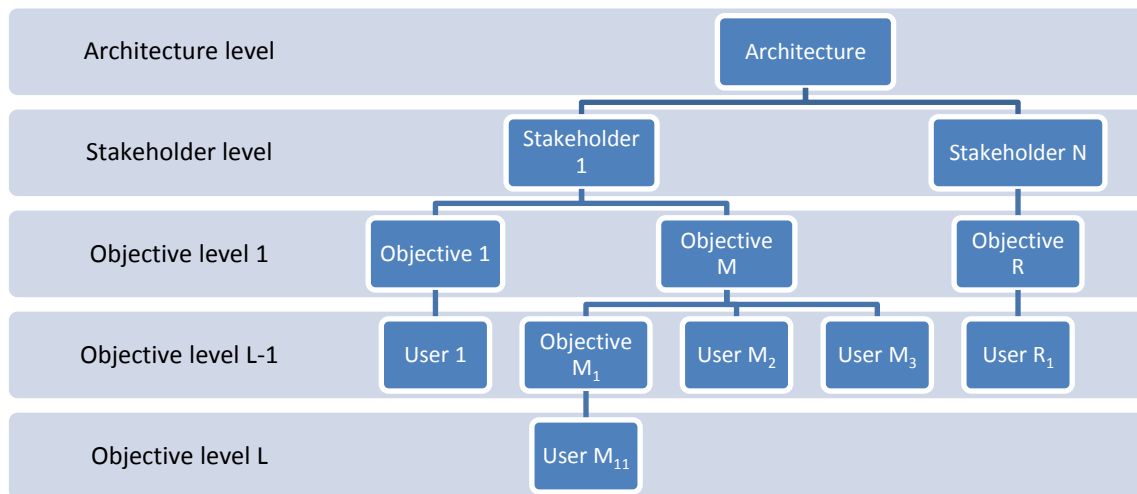 Architecture level
Architecture
Stakeholder level
Stakeholder
1
Stakeholder N
Objective level 1
Objective 1
Objective
M
Objective
R
Objective level L-1
User 1
Objective
M₁
User M₂
User M₃
User R₁
Objective level L
User M₁₁